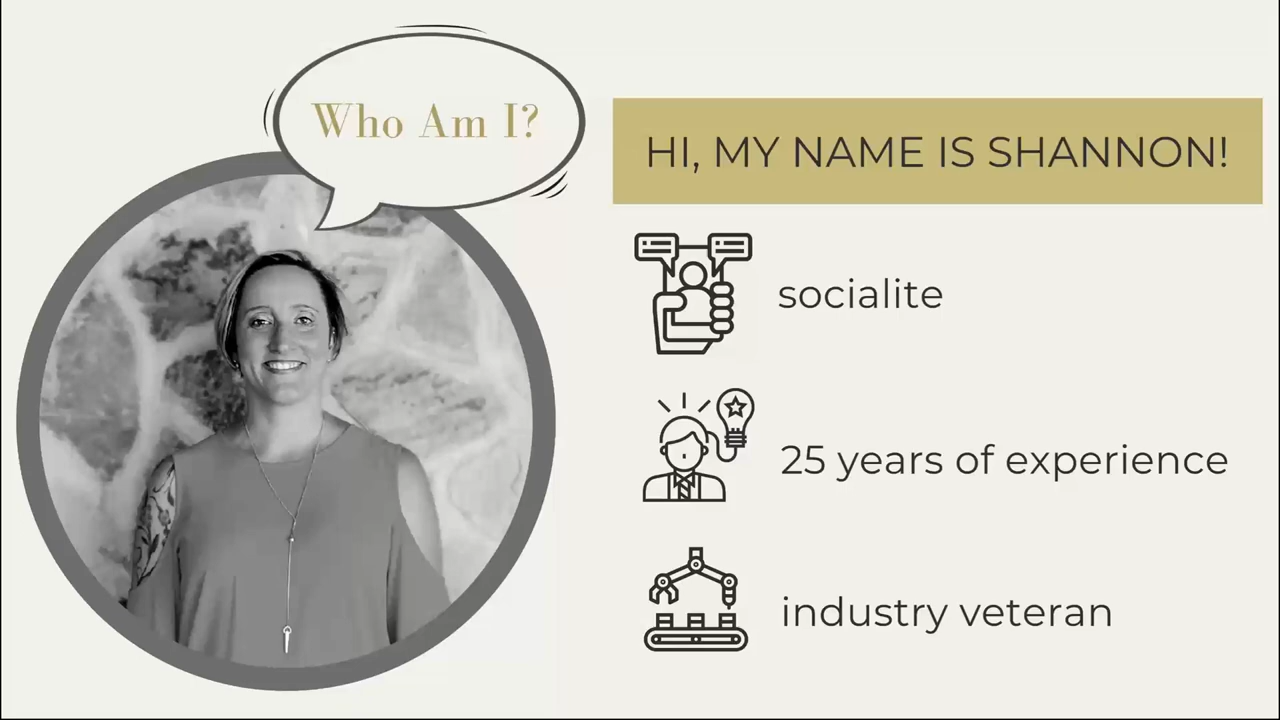 Who Am I?
HI, MY NAME IS SHANNON!
socialite
25 years of experience
industry veteran